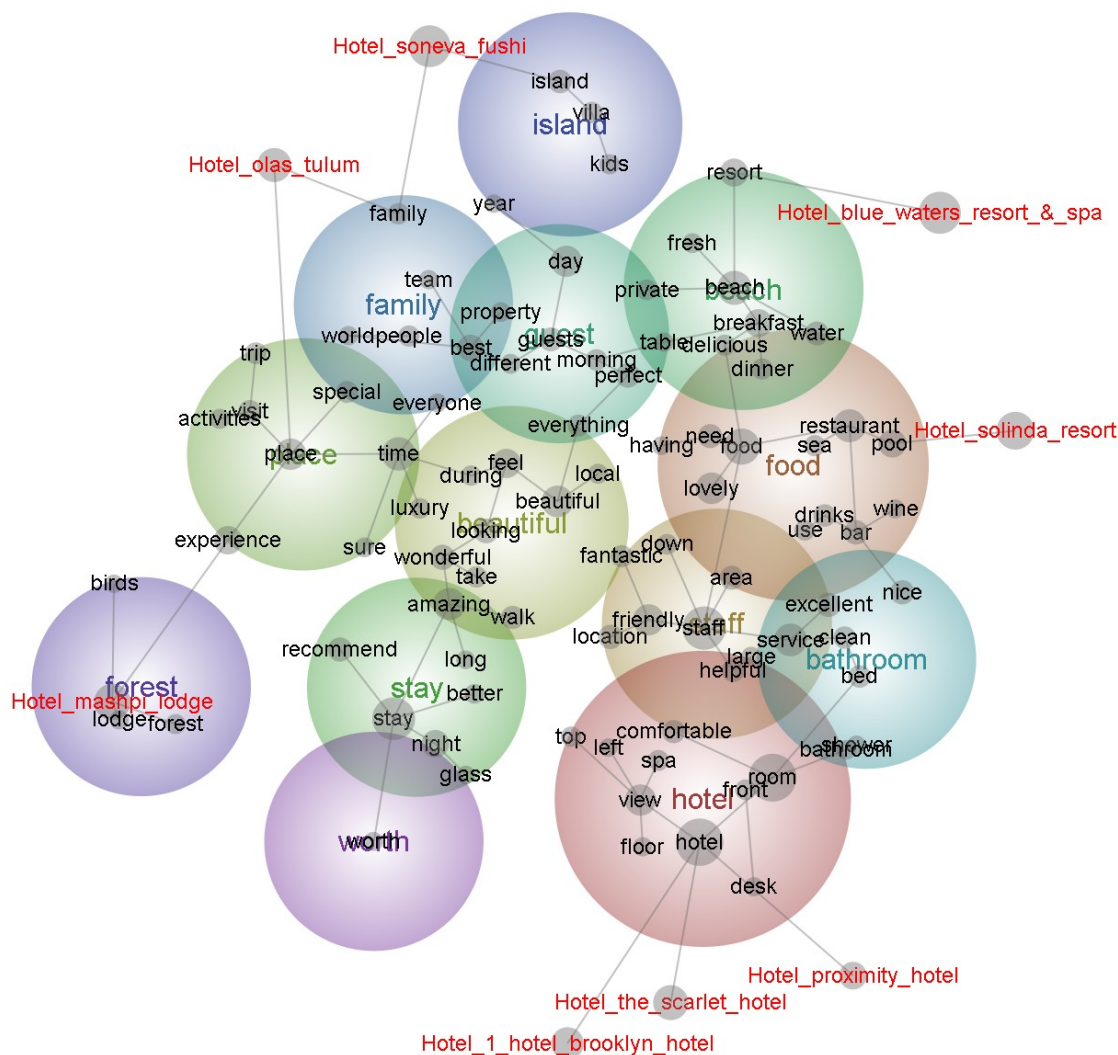 Hotel_soneva_fushi
island
villa
island
kids
Hotel_olas_tulum
resort
year
family
Hotel_blue_waters_resort_&_spa
fresh
day
team
private
beach
beach
family
property
guest
breakfast
water
worldpeople
best
guests
table
delicious
trip
different
morning
dinner
perfect
special
everyone
activities
visit
everything
restaurant
Hotel_solinda_resort
need
having
food
sea
pool
place
place
time
feel
during
local
food
lovely
beautiful
luxury
beautiful
looking
drinks
wine
use
bar
experience
sure
wonderful
fantastic
down
birds
take
area
nice
amazing
excellent
walk
friendly
staff
staff
location
service
clean
recommend
long
large
bathroom
helpful
bed
forest
stay
better
Hotel_mashpi_lodge
lodge
forest
stay
night
top
left
comfortable
shower
bathroom
spa
glass
room
view
hotel
front
worth
worth
floor
hotel
desk
Hotel_proximity_hotel
Hotel_the_scarlet_hotel
Hotel_1_hotel_brooklyn_hotel